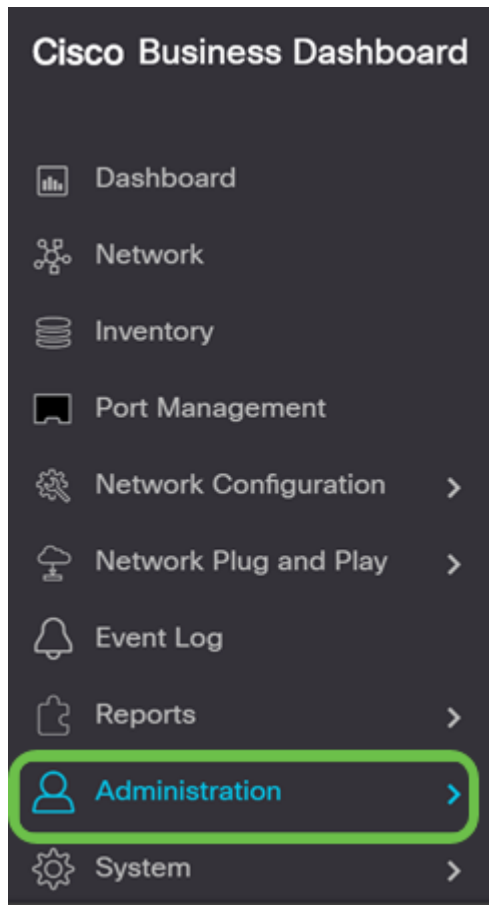 Cisco Business Dashboard
Dashboard
Network
Inventory
Port Management
Network Configuration
Network Plug and Play
Event Log
Reports
Administration
System